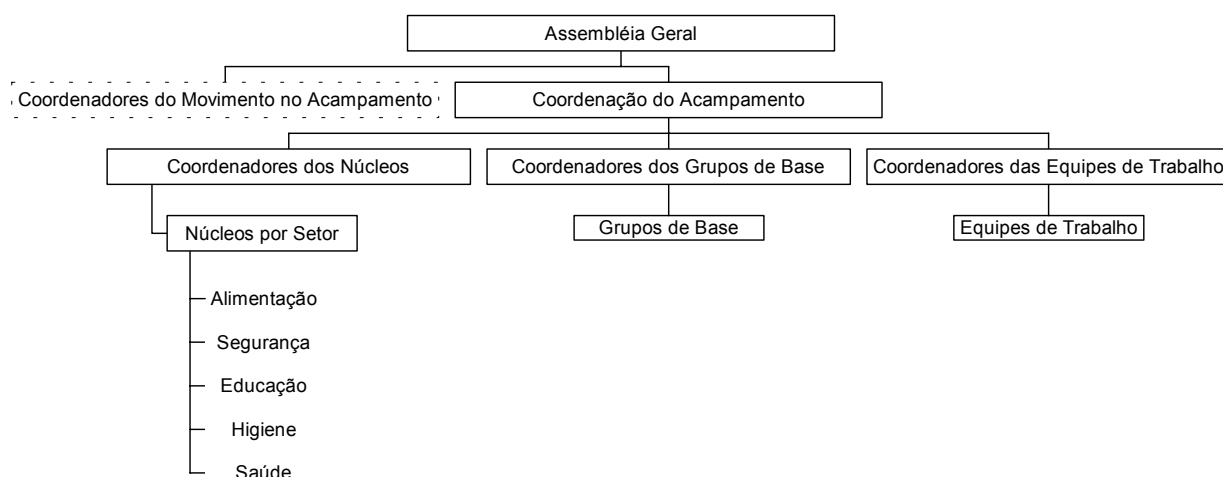 Assembléia Geral
Coordenadores do Movimento no Acampamento
Coordenação do Acampamento
Coordenadores dos Núcleos
Coordenadores dos Grupos de Base
Coordenadores das Equipes de Trabalho
Núcleos por Setor
Grupos de Base
Equipes de Trabalho
Alimentação
Segurança
Educação
Higiene
Saúde